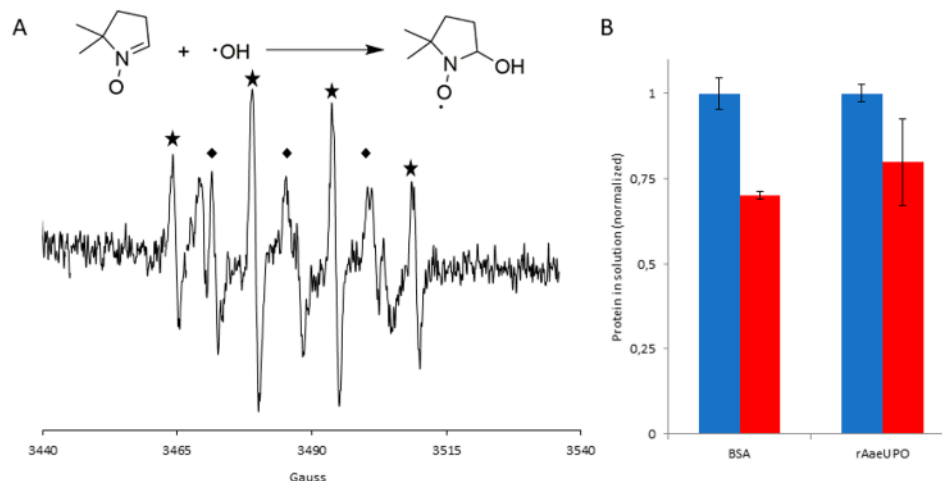 A
N
O
+
·OH
N
O
·
OH
3440
3465
3490
3515
3540
Gauss
B
Protein in solution (normalized)
1
0,75
0,5
0,25
0
BSA
rAaeUPO